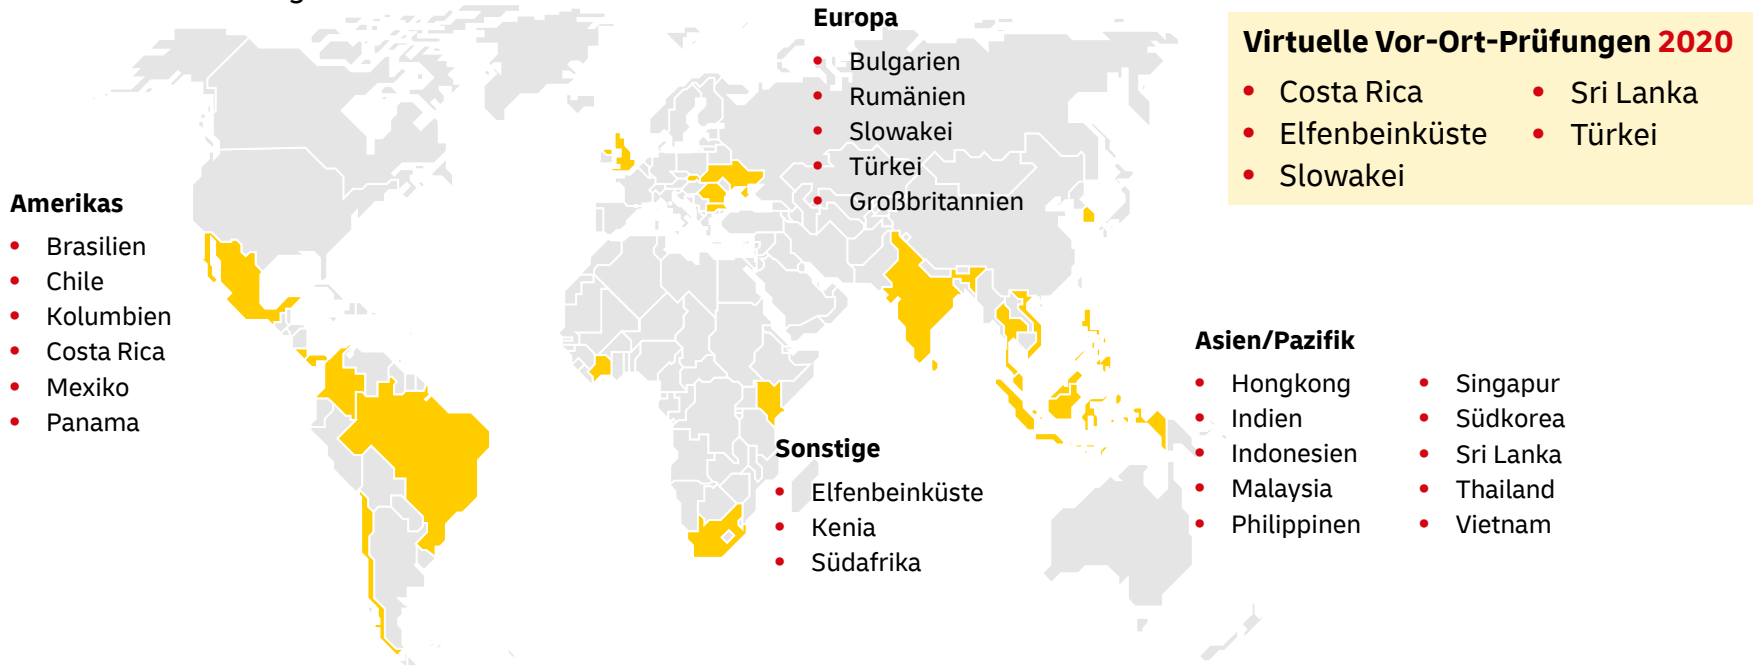 Europa
• Bulgarien
• Rumänien
• Slowakei
• Türkei
• Großbritannien
Virtuelle Vor-Ort-Prüfungen 2020
• Costa Rica
• Elfenbeinküste
• Slowakei
• Sri Lanka
• Türkei
Amerikas
• Brasilien
• Chile
• Kolumbien
• Costa Rica
• Mexiko
• Panama
Sonstige
• Elfenbeinküste
• Kenia
• Südafrika
Asien/Pazifik
• Hongkong
• Indien
• Indonesien
• Malaysia
• Philippinen
• Singapur
• Südkorea
• Sri Lanka
• Thailand
• Vietnam